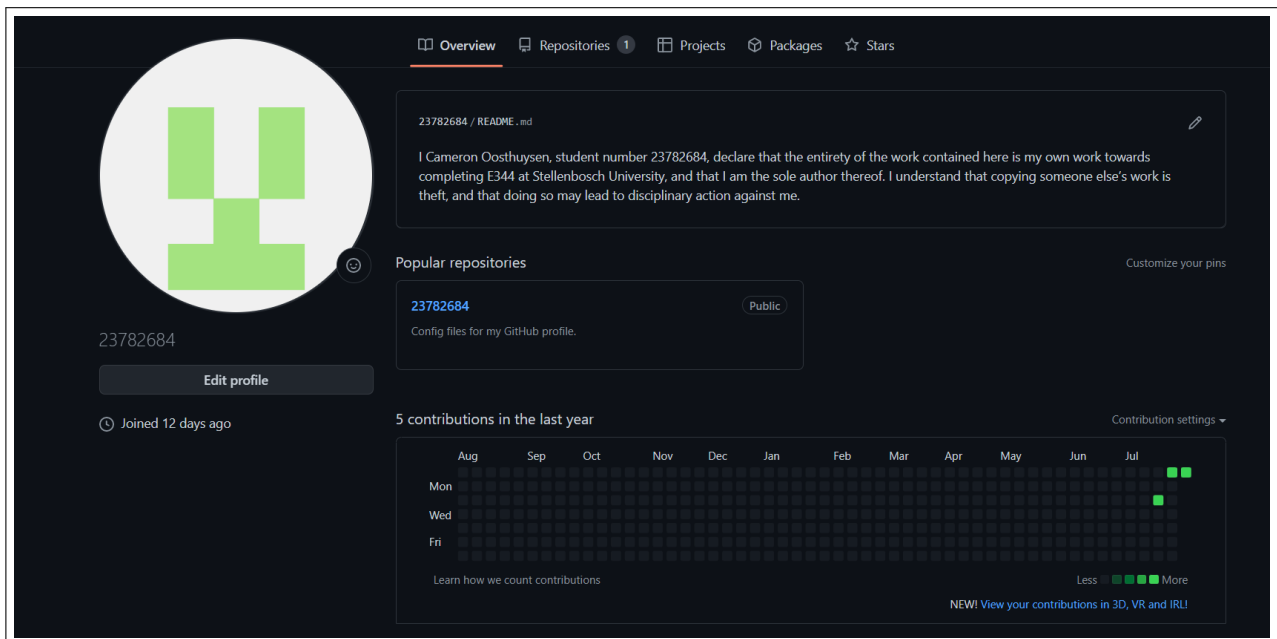 Overview Repositories 1 Projects Packages Stars
23782684 / README.md
I Cameron Oosthuysen, student number 23782684, declare that the entirety of the work contained here is my own work towards
completing E344 at Stellenbosch University, and that I am the sole author thereof. I understand that copying someone else's work is
theft, and that doing so may lead to disciplinary action against me.
23782684
Edit profile
Joined 12 days ago
Popular repositories Customize your pins
23782684 Public
Config files for my GitHub profile.
5 contributions in the last year Contribution settings
Aug Sep Oct Nov Dec Jan Feb Mar Apr May Jun Jul
Mon
Wed
Fri
Learn how we count contributions Less More
NEW! View your contributions in 3D, VR and IRL!